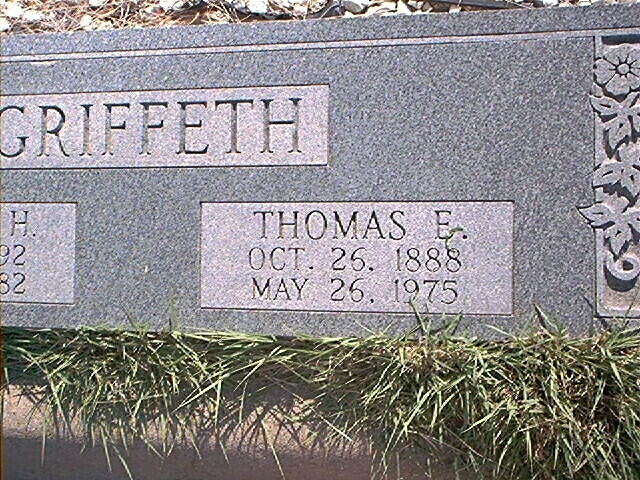 GRIFFETH
H.
92
82
THOMAS E.
OCT. 26. 1888
MAY 26, 1975